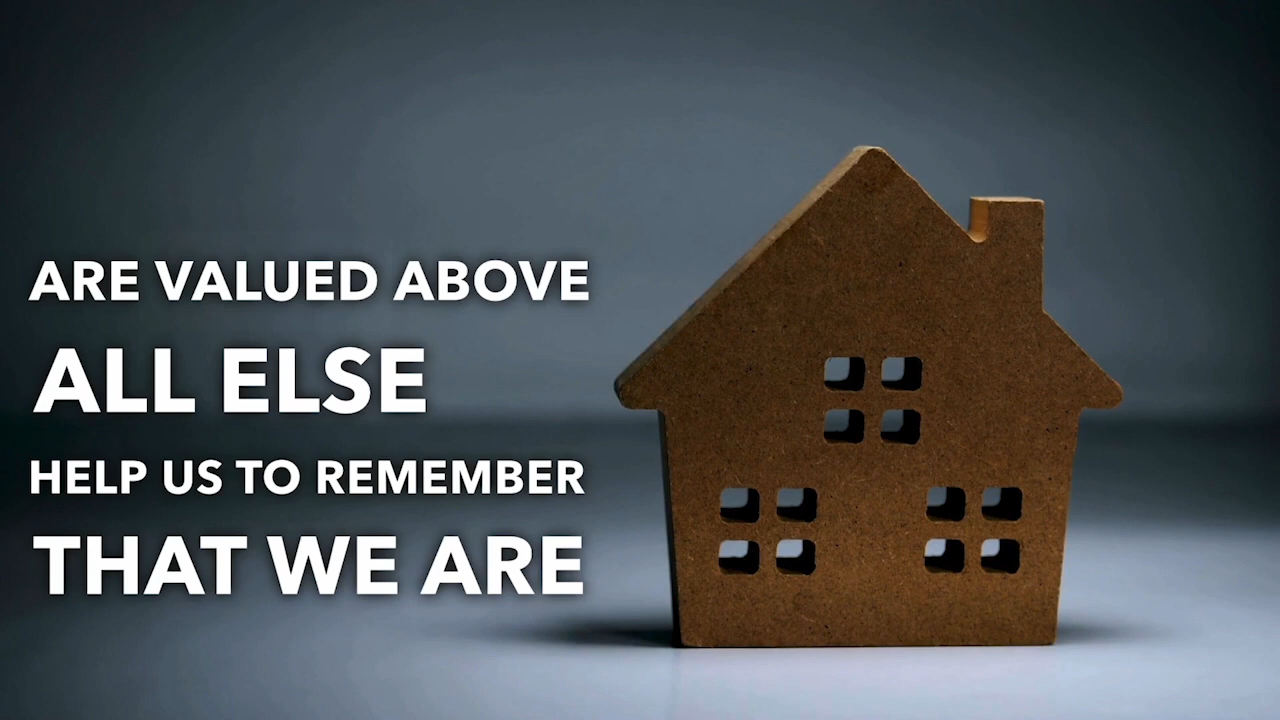 ARE VALUED ABOVE
ALL ELSE
HELP US TO REMEMBER
THAT WE ARE